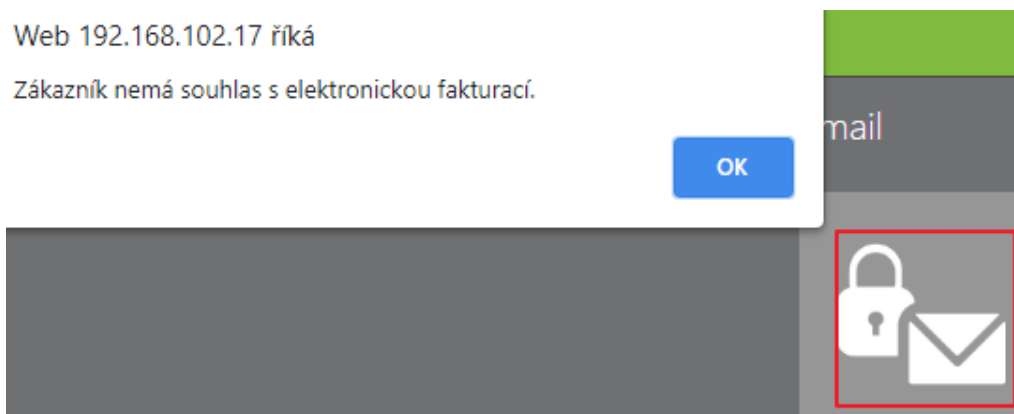 Web 192.168.102.17 říká
Zákazník nemá souhlas s elektronickou fakturací.
OK
mail